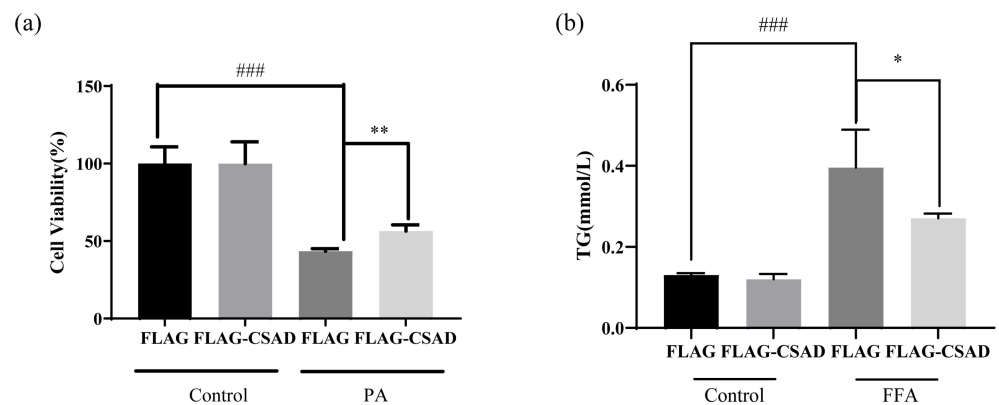 (a)
###
**
Cell Viability(%)
150
100
50
0
FLAG FLAG-CSAD FLAG FLAG-CSAD
Control PA
(b)
###
*
TG(mmol/L)
0.6
0.4
0.2
0.0
FLAG FLAG-CSAD FLAG FLAG-CSAD
Control FFA